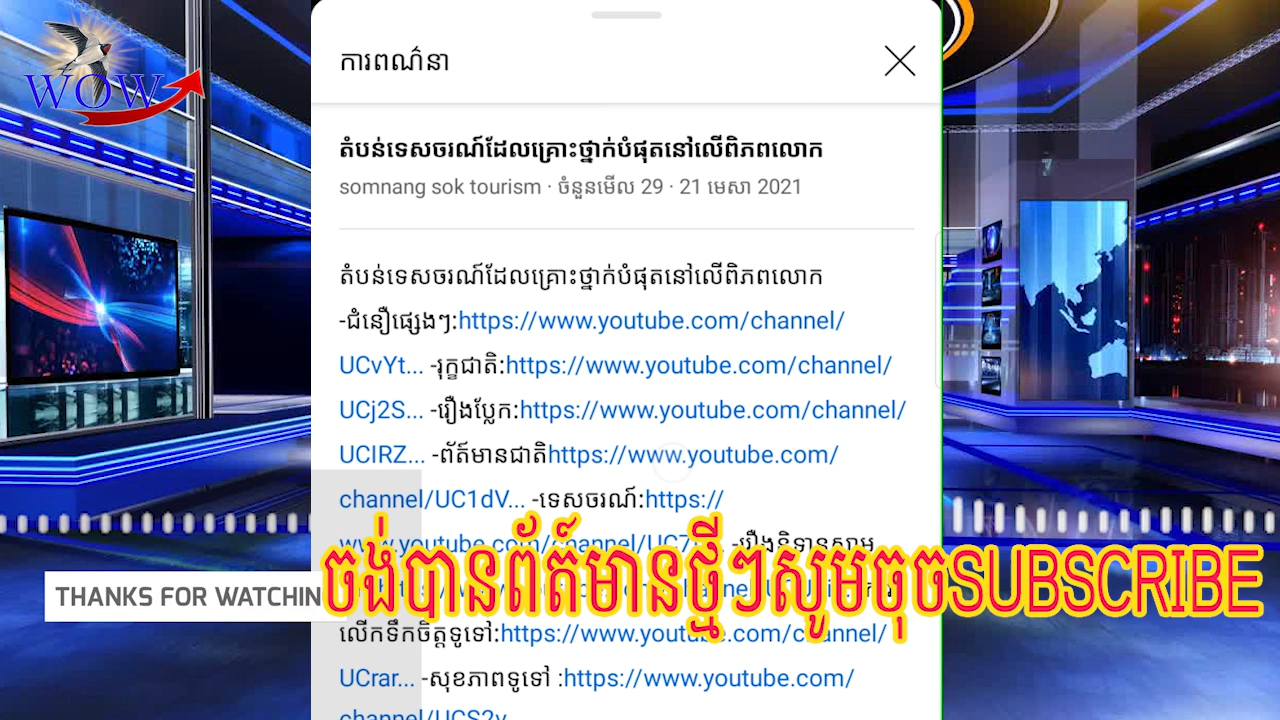 WOW
ការពណ៌នា
តំបន់ទេសចរណ៍ដែលគ្រោះថ្នាក់បំផុតនៅលើពិភពលោក
somnang sok tourism · ចំនួនមើល 29 · 21 មេសា 2021
តំបន់ទេសចរណ៍ដែលគ្រោះថ្នាក់បំផុតនៅលើពិភពលោក
-ជំនឿផ្សេងៗ:https://www.youtube.com/channel/
UCvYt... -រុក្ខជាតិ:https://www.youtube.com/channel/
UCj2S... -រឿងប្លែក:https://www.youtube.com/channel/
UCIRZ... -ព័ត៍មានជាតិhttps://www.youtube.com/
channel/UC1dV... -ទេសចរណ៍:https://
www.youtube.com/channel/UC7
ចង់បានព័ត៌មានថ្មីៗសូមចុចSUBSCRIBE
THANKS FOR WATCHIN
លើកទឹកចិត្តទូទៅ:https://www.youtube.com/channel/
UCrar... -សុខភាពទូទៅ :https://www.youtube.com/
channel/UCS2v